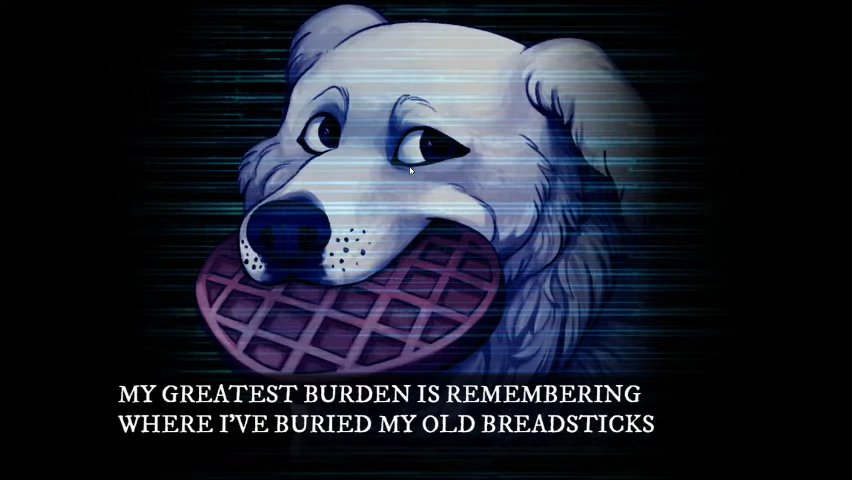 MY GREATEST BURDEN IS REMEMBERING
WHERE I'VE BURIED MY OLD BREADSTICKS